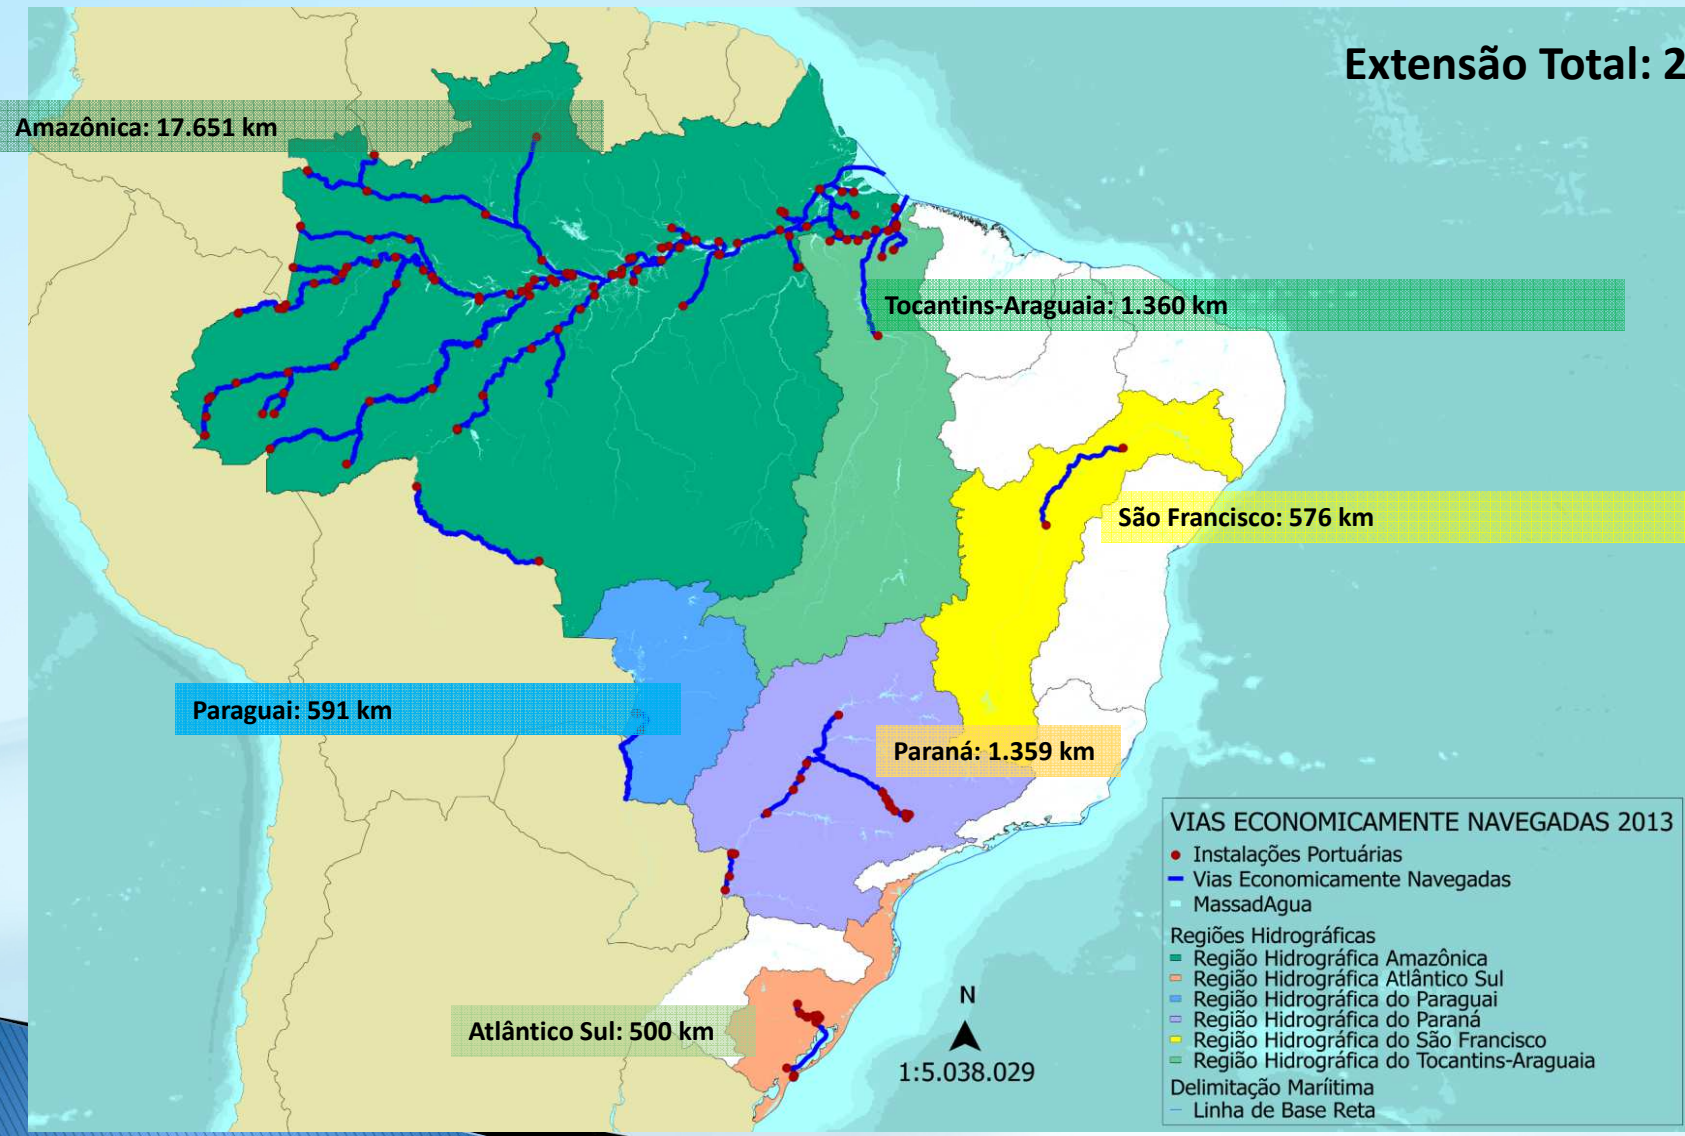 Extensão Total: 2
Amazônica: 17.651 km
Tocantins-Araguaia: 1.360 km
São Francisco: 576 km
Paraguai: 591 km
Paraná: 1.359 km
Atlântico Sul: 500 km
N
1:5.038.029
VIAS ECONOMICAMENTE NAVEGADAS 2013
Instalações Portuárias
Vias Economicamente Navegadas
MassadAgua
Regiões Hidrográficas
Região Hidrográfica Amazônica
Região Hidrográfica Atlântico Sul
Região Hidrográfica do Paraguai
Região Hidrográfica do Paraná
Região Hidrográfica do São Francisco
Região Hidrográfica do Tocantins-Araguaia
Delimitação Maríitima
Linha de Base Reta